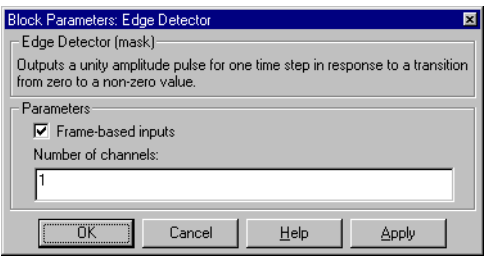 Block Parameters: Edge Detector
Edge Detector (mask)
Outputs a unity amplitude pulse for one time step in response to a transition
from zero to a non-zero value.
Parameters
Frame-based inputs
Number of channels:
1
OK Cancel Help Apply